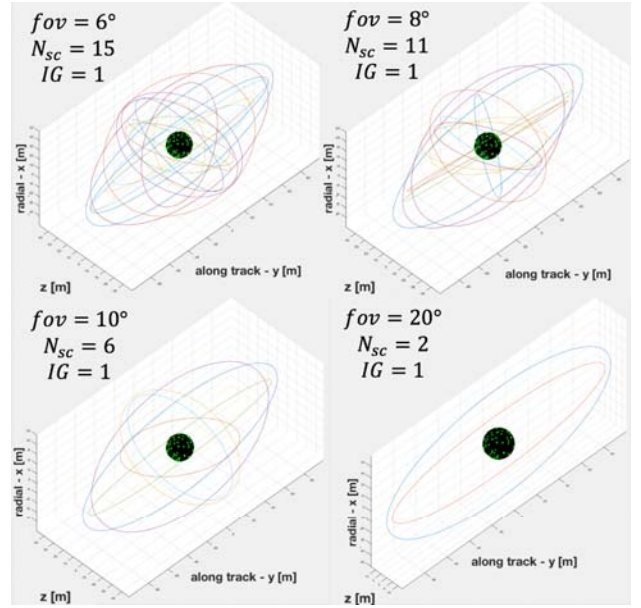 fov = 6°
N_sc = 15
IG = 1
radial - x [m]
z [m]
along track - y [m]
fov = 8°
N_sc = 11
IG = 1
radial - x [m]
z [m]
along track - y [m]
fov = 10°
N_sc = 6
IG = 1
radial - x [m]
z [m]
along track - y [m]
fov = 20°
N_sc = 2
IG = 1
radial - x [m]
z [m]
along track - y [m]